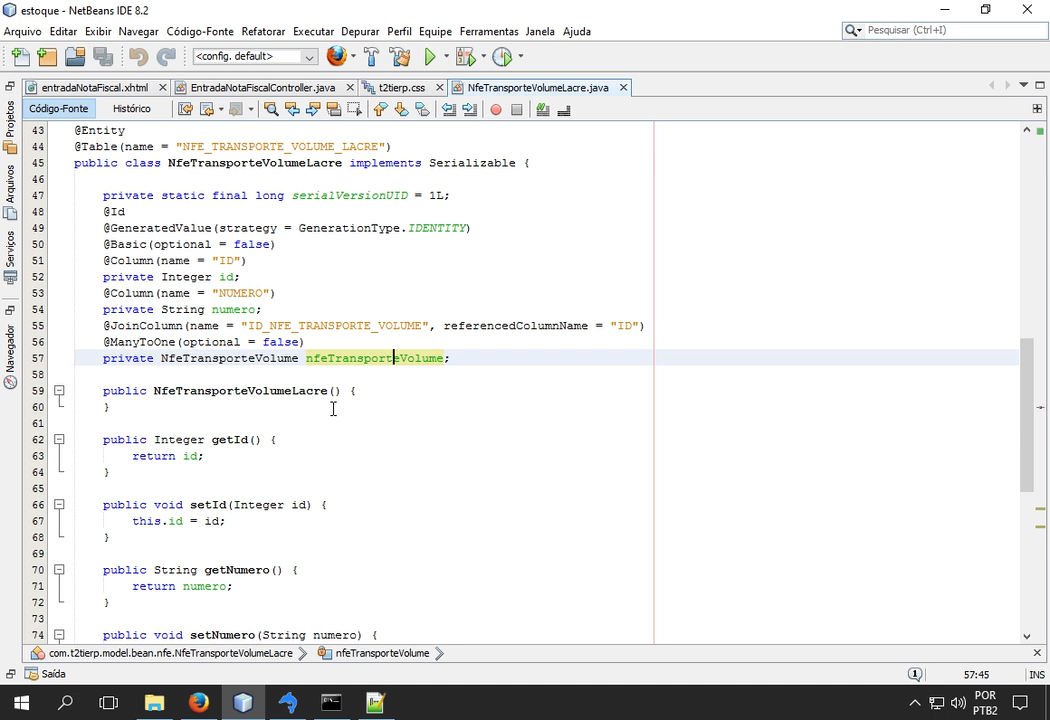 estoque - NetBeans IDE 8.2
Arquivo Editar Exibir Navegar Código-Fonte Refatorar Executar Depurar Perfil Equipe Ferramentas Janela Ajuda
Pesquisar (Ctrl+I)
<config. default>
entradaNotaFiscal.xhtml
EntradaNotaFiscalController.java
t2tierp.css
NfeTransporteVolumeLacre.java
Código-Fonte Histórico
Projetos
Arquivos
Serviços
Navegador
43 @Entity
44 @Table(name = "NFE_TRANSPORTE_VOLUME_LACRE")
45 public class NfeTransporteVolumeLacre implements Serializable {
46
47 private static final long serialVersionUID = 1L;
48 @Id
49 @GeneratedValue(strategy = GenerationType.IDENTITY)
50 @Basic(optional = false)
51 @Column(name = "ID")
52 private Integer id;
53 @Column(name = "NUMERO")
54 private String numero;
55 @JoinColumn(name = "ID_NFE_TRANSPORTE_VOLUME", referencedColumnName = "ID")
56 @ManyToOne(optional = false)
57 private NfeTransporteVolume nfeTransporteVolume;
58
59 public NfeTransporteVolumeLacre() {
60 }
61
62 public Integer getId() {
63 return id;
64 }
65
66 public void setId(Integer id) {
67 this.id = id;
68 }
69
70 public String getNumero() {
71 return numero;
72 }
73
74 public void setNumero(String numero) {
com.t2tierp.model.bean.nfe.NfeTransporteVolumeLacre nfeTransporteVolume
Saída
1
57:45 INS
POR
PTB2